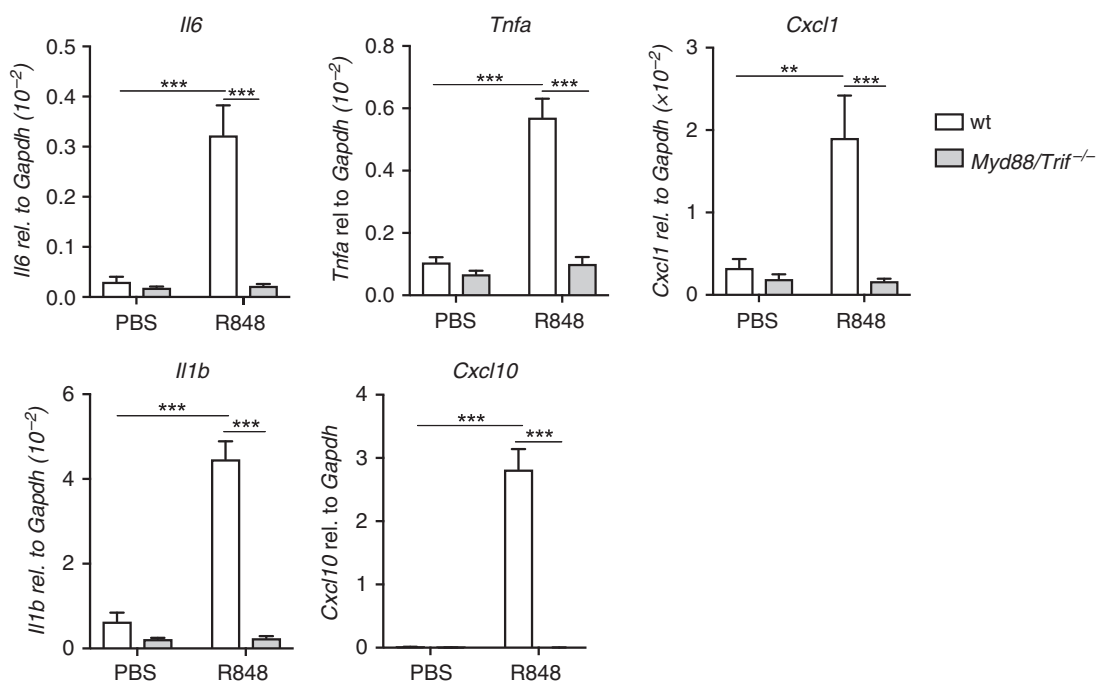 Il6
Il6 rel. to Gapdh (10⁻²)
0.5
0.4
0.3
0.2
0.1
0.0
***
***
PBS R848
Tnfa
Tnfa rel to Gapdh (10⁻²)
0.8
0.6
0.4
0.2
0.0
***
***
PBS R848
Cxcl1
Cxcl1 rel. to Gapdh (×10⁻²)
3
2
1
0
**
***
PBS R848
wt
Myd88/Trif⁻/⁻
Il1b
Il1b rel. to Gapdh (10⁻²)
6
4
2
0
***
***
PBS R848
Cxcl10
Cxcl10 rel. to Gapdh
4
3
2
1
0
***
***
PBS R848